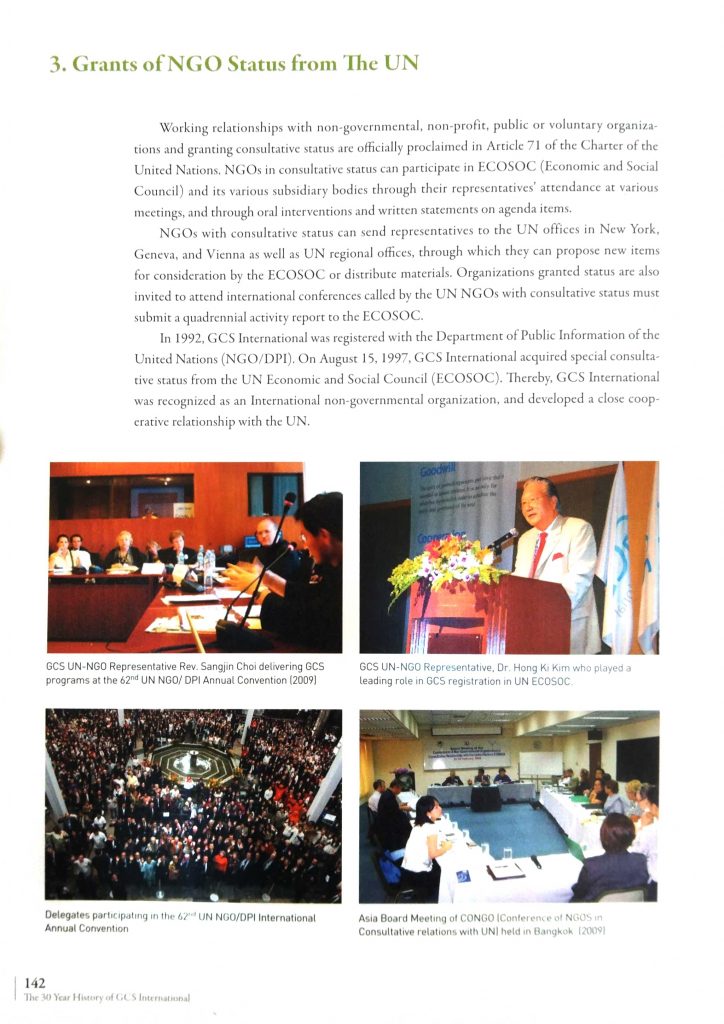 3. Grants of NGO Status from The UN
Working relationships with non-governmental, non-profit, public or voluntary organiza-
tions and granting consultative status are officially proclaimed in Article 71 of the Charter of the
United Nations. NGOs in consultative status can participate in ECOSOC (Economic and Social
Council) and its various subsidiary bodies through their representatives' attendance at various
meetings, and through oral interventions and written statements on agenda items.
NGOs with consultative status can send representatives to the UN offices in New York,
Geneva, and Vienna as well as UN regional offices, through which they can propose new items
for consideration by the ECOSOC or distribute materials. Organizations granted status are also
invited to attend international conferences called by the UN NGOs with consultative status must
submit a quadrennial activity report to the ECOSOC.
In 1992, GCS International was registered with the Department of Public Information of the
United Nations (NGO/DPI). On August 15, 1997, GCS International acquired special consulta-
tive status from the UN Economic and Social Council (ECOSOC). Thereby, GCS International
was recognized as an International non-governmental organization, and developed a close coop-
erative relationship with the UN.
Goodwill
GCS UN-NGO Representative Rev. Sangjin Choi delivering GCS
programs at the 62nd UN NGO/ DPI Annual Convention (2009)
GCS UN-NGO Representative, Dr. Hong Ki Kim who played a
leading role in GCS registration in UN ECOSOC.
Delegates participating in the 62nd UN NGO/DPI International
Annual Convention
Asia Board Meeting of CONGO (Conference of NGOS in
Consultative relations with UN) held in Bangkok (2009)
142
The 30 Year History of GCS International